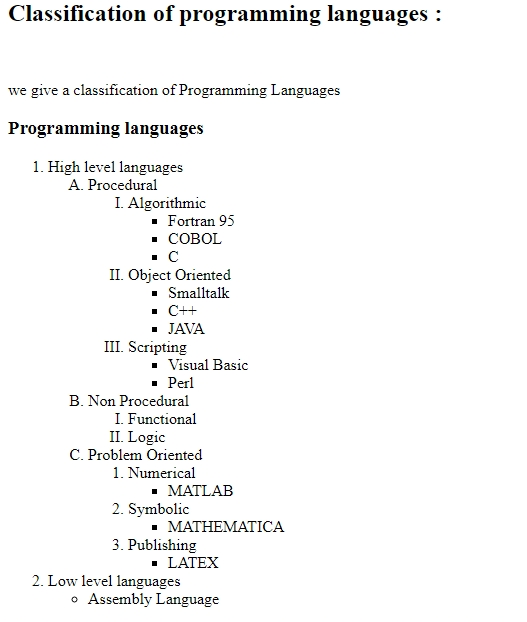 Classification of programming languages :
we give a classification of Programming Languages
Programming languages
1. High level languages
A. Procedural
I. Algorithmic
▪ Fortran 95
▪ COBOL
▪ C
II. Object Oriented
▪ Smalltalk
▪ C++
▪ JAVA
III. Scripting
▪ Visual Basic
▪ Perl
B. Non Procedural
I. Functional
II. Logic
C. Problem Oriented
1. Numerical
▪ MATLAB
2. Symbolic
▪ MATHEMATICA
3. Publishing
▪ LATEX
2. Low level languages
◦ Assembly Language